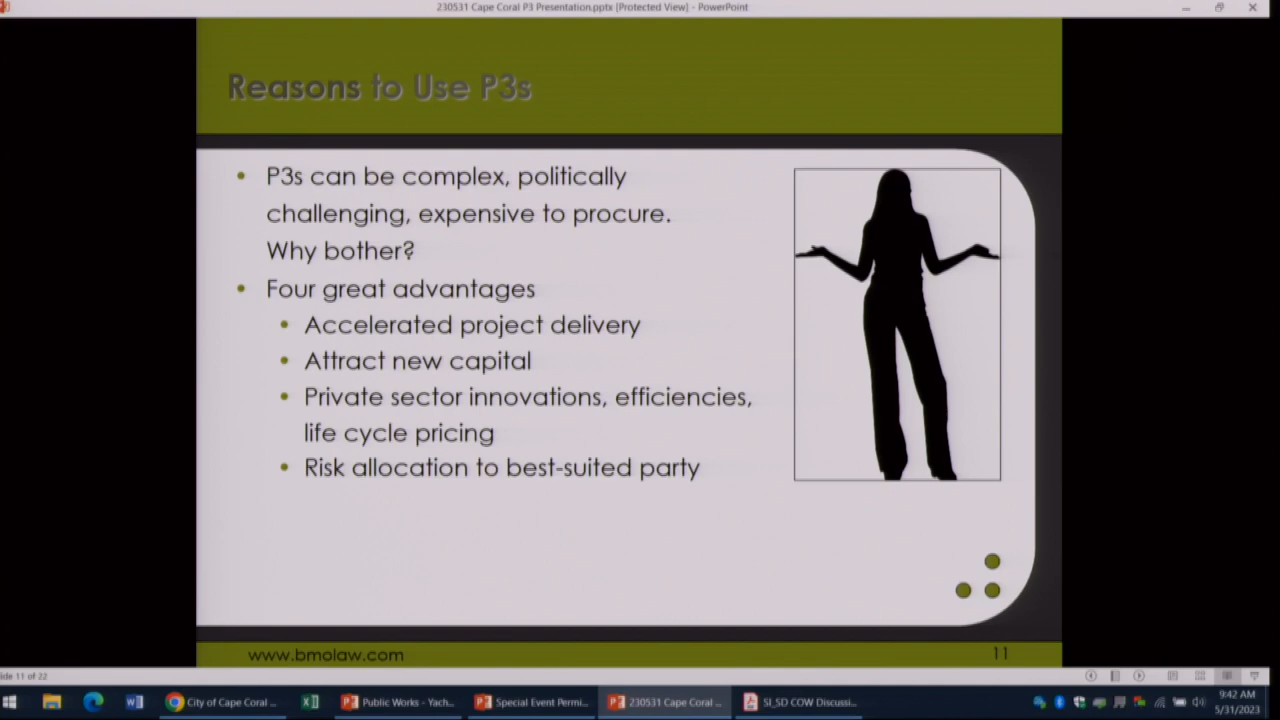 230531 Cape Coral P3 Presentation.pptx [Protected View] - PowerPoint
Reasons to Use P3s
• P3s can be complex, politically
challenging, expensive to procure.
Why bother?
• Four great advantages
• Accelerated project delivery
• Attract new capital
• Private sector innovations, efficiencies,
life cycle pricing
• Risk allocation to best-suited party
www.bmolaw.com
11
lide 11 of 22
City of Cape Coral ...
Public Works - Yach...
Special Event Permi...
230531 Cape Coral ...
SI_SD COW Discussi...
9:42 AM
5/31/2023